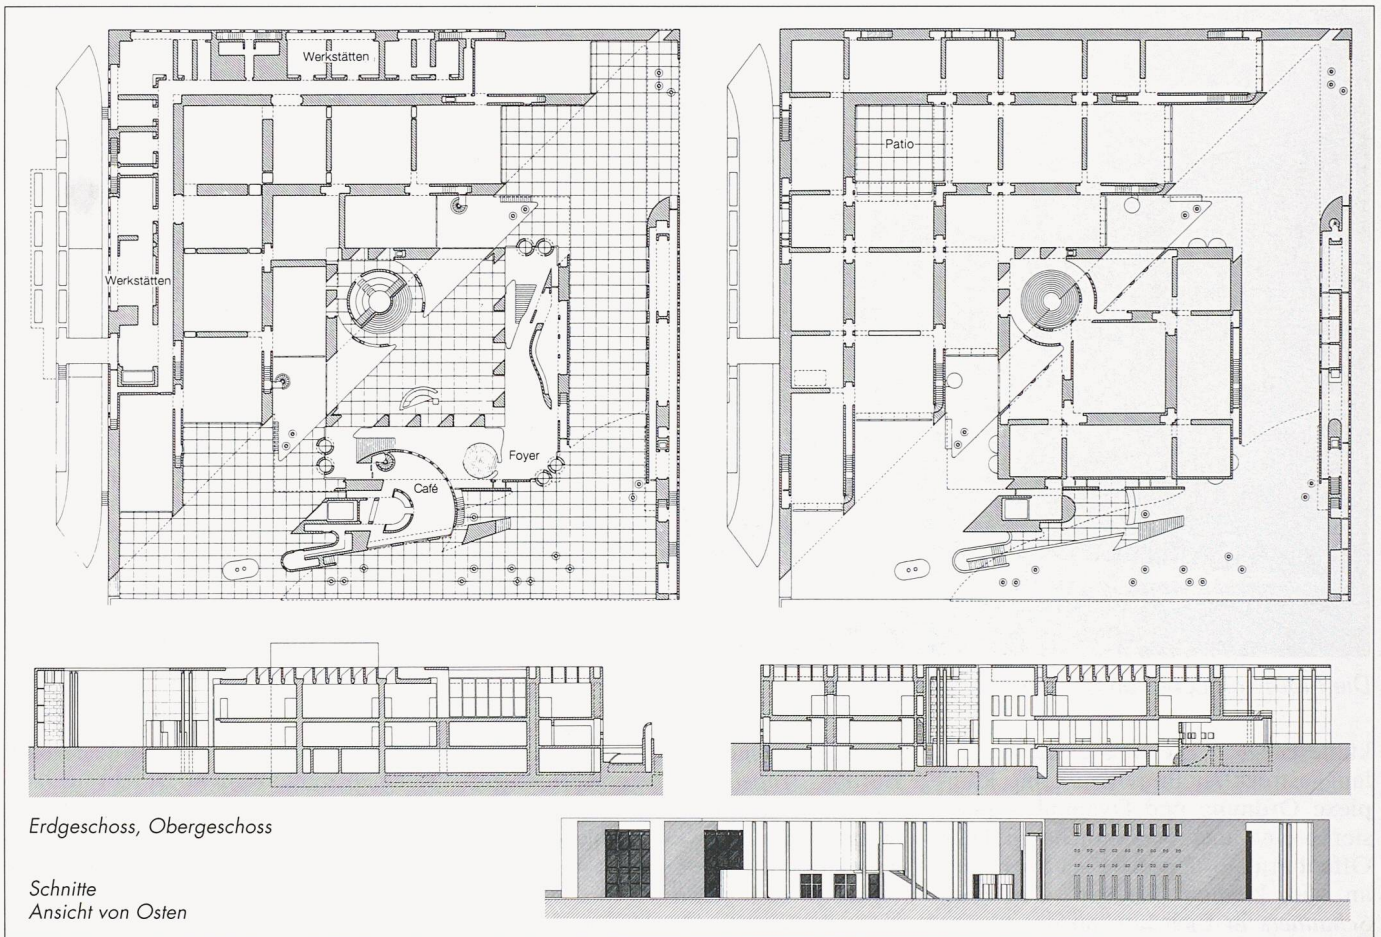 Werkstätten
Patio
Werkstätten
Foyer
Café
Erdgeschoss, Obergeschoss
Schnitte
Ansicht von Osten